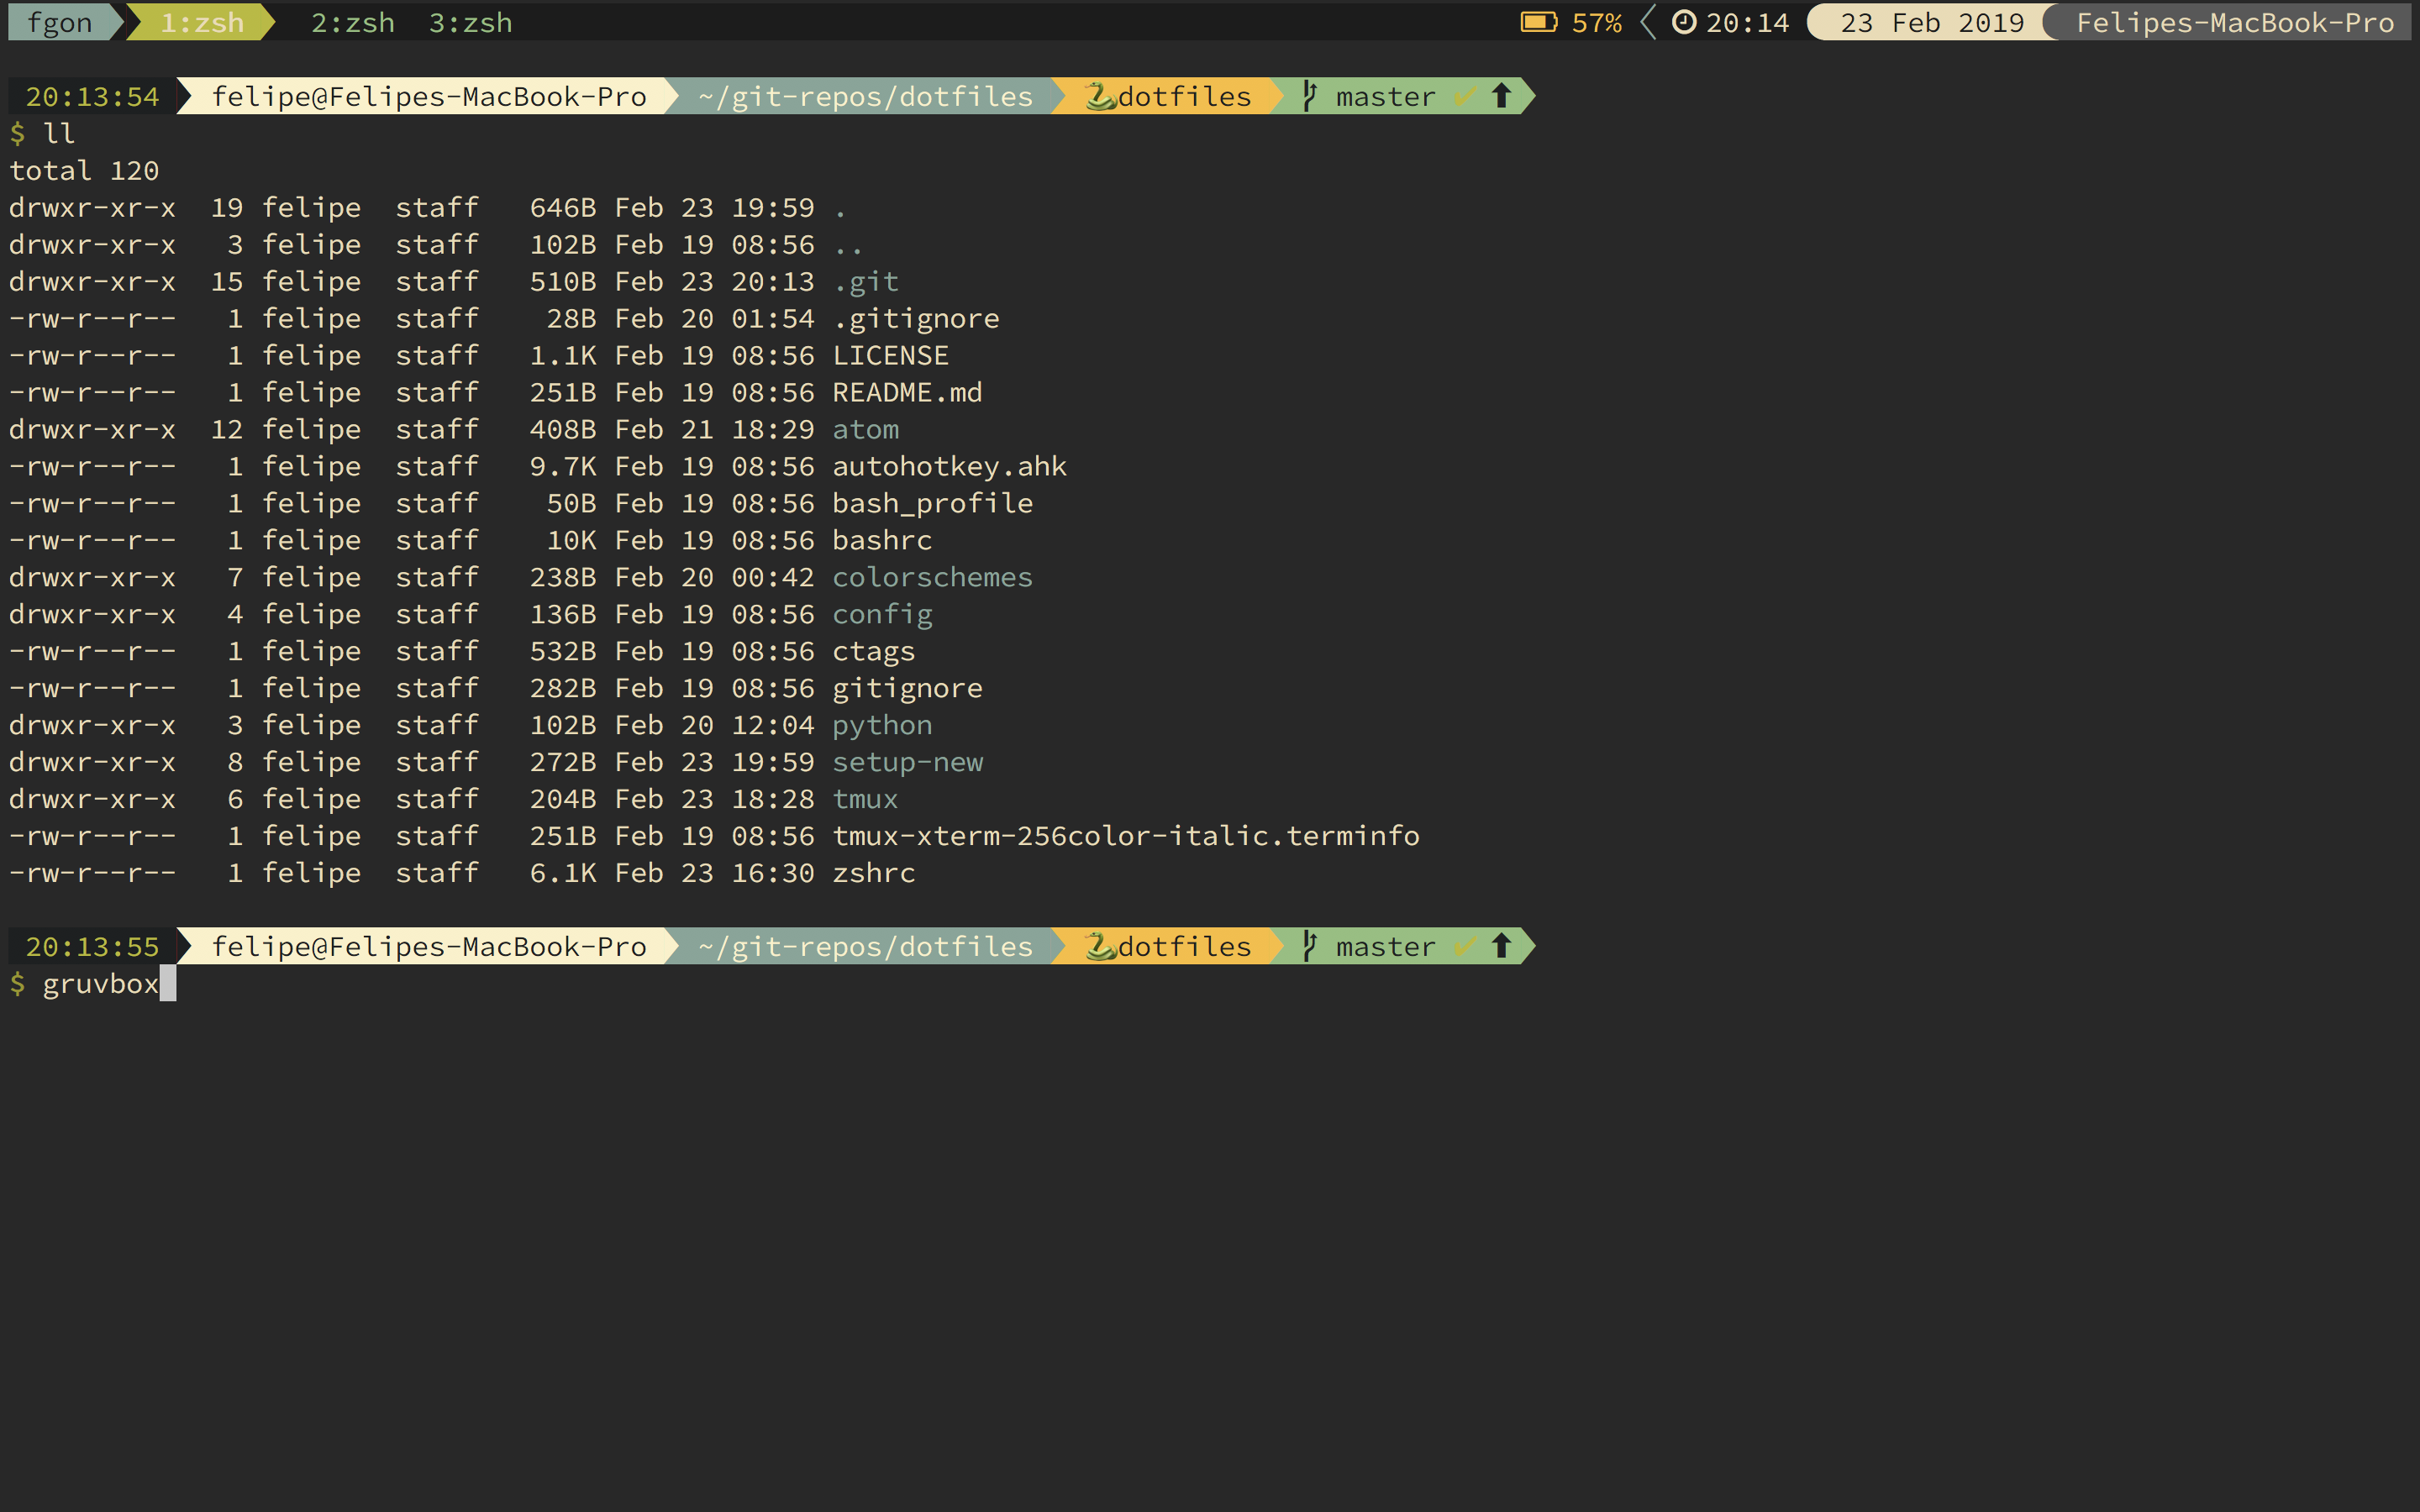 fgon 1:zsh 2:zsh 3:zsh 57% 20:14 23 Feb 2019 Felipes-MacBook-Pro
20:13:54 felipe@Felipes-MacBook-Pro ~/git-repos/dotfiles 🐍dotfiles master ✔ ⬆
$ ll
total 120
drwxr-xr-x  19 felipe  staff   646B Feb 23 19:59 .
drwxr-xr-x   3 felipe  staff   102B Feb 19 08:56 ..
drwxr-xr-x  15 felipe  staff   510B Feb 23 20:13 .git
-rw-r--r--   1 felipe  staff    28B Feb 20 01:54 .gitignore
-rw-r--r--   1 felipe  staff   1.1K Feb 19 08:56 LICENSE
-rw-r--r--   1 felipe  staff   251B Feb 19 08:56 README.md
drwxr-xr-x  12 felipe  staff   408B Feb 21 18:29 atom
-rw-r--r--   1 felipe  staff   9.7K Feb 19 08:56 autohotkey.ahk
-rw-r--r--   1 felipe  staff    50B Feb 19 08:56 bash_profile
-rw-r--r--   1 felipe  staff    10K Feb 19 08:56 bashrc
drwxr-xr-x   7 felipe  staff   238B Feb 20 00:42 colorschemes
drwxr-xr-x   4 felipe  staff   136B Feb 19 08:56 config
-rw-r--r--   1 felipe  staff   532B Feb 19 08:56 ctags
-rw-r--r--   1 felipe  staff   282B Feb 19 08:56 gitignore
drwxr-xr-x   3 felipe  staff   102B Feb 20 12:04 python
drwxr-xr-x   8 felipe  staff   272B Feb 23 19:59 setup-new
drwxr-xr-x   6 felipe  staff   204B Feb 23 18:28 tmux
-rw-r--r--   1 felipe  staff   251B Feb 19 08:56 tmux-xterm-256color-italic.terminfo
-rw-r--r--   1 felipe  staff   6.1K Feb 23 16:30 zshrc
20:13:55 felipe@Felipes-MacBook-Pro ~/git-repos/dotfiles 🐍dotfiles master ✔ ⬆
$ gruvbox